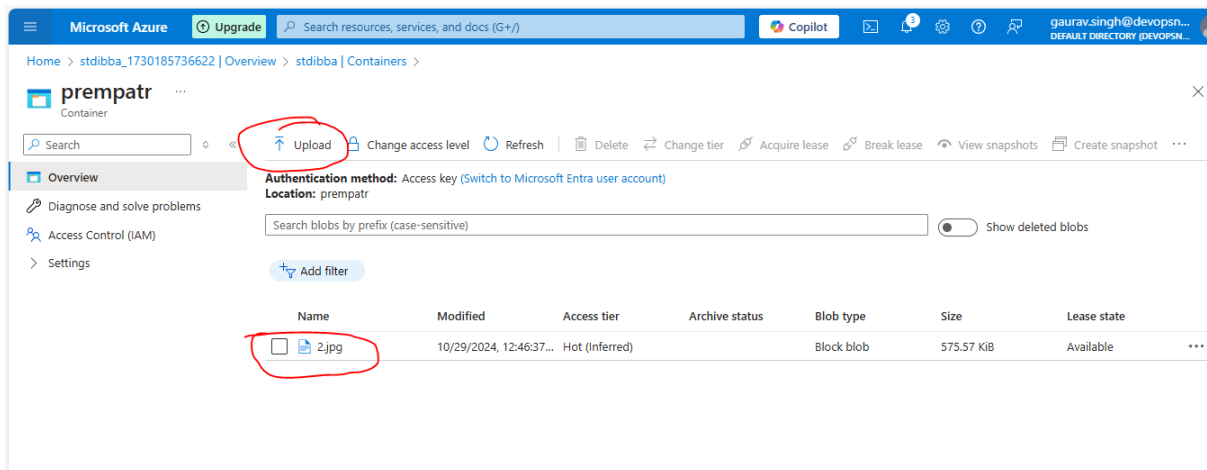 Microsoft Azure Upgrade Search resources, services, and docs (G+/) Copilot 3 gaurav.singh@devopsn...
DEFAULT DIRECTORY (DEVOPSN...
Home > stdibba_1730185736622 | Overview > stdibba | Containers >
prempatr ...
Container
Search Upload Change access level Refresh Delete Change tier Acquire lease Break lease View snapshots Create snapshot ...
Overview
Diagnose and solve problems
Access Control (IAM)
Settings
Authentication method: Access key (Switch to Microsoft Entra user account)
Location: prempatr
Search blobs by prefix (case-sensitive) Show deleted blobs
Add filter
Name Modified Access tier Archive status Blob type Size Lease state
2.jpg 10/29/2024, 12:46:37... Hot (Inferred) Block blob 575.57 KiB Available ...